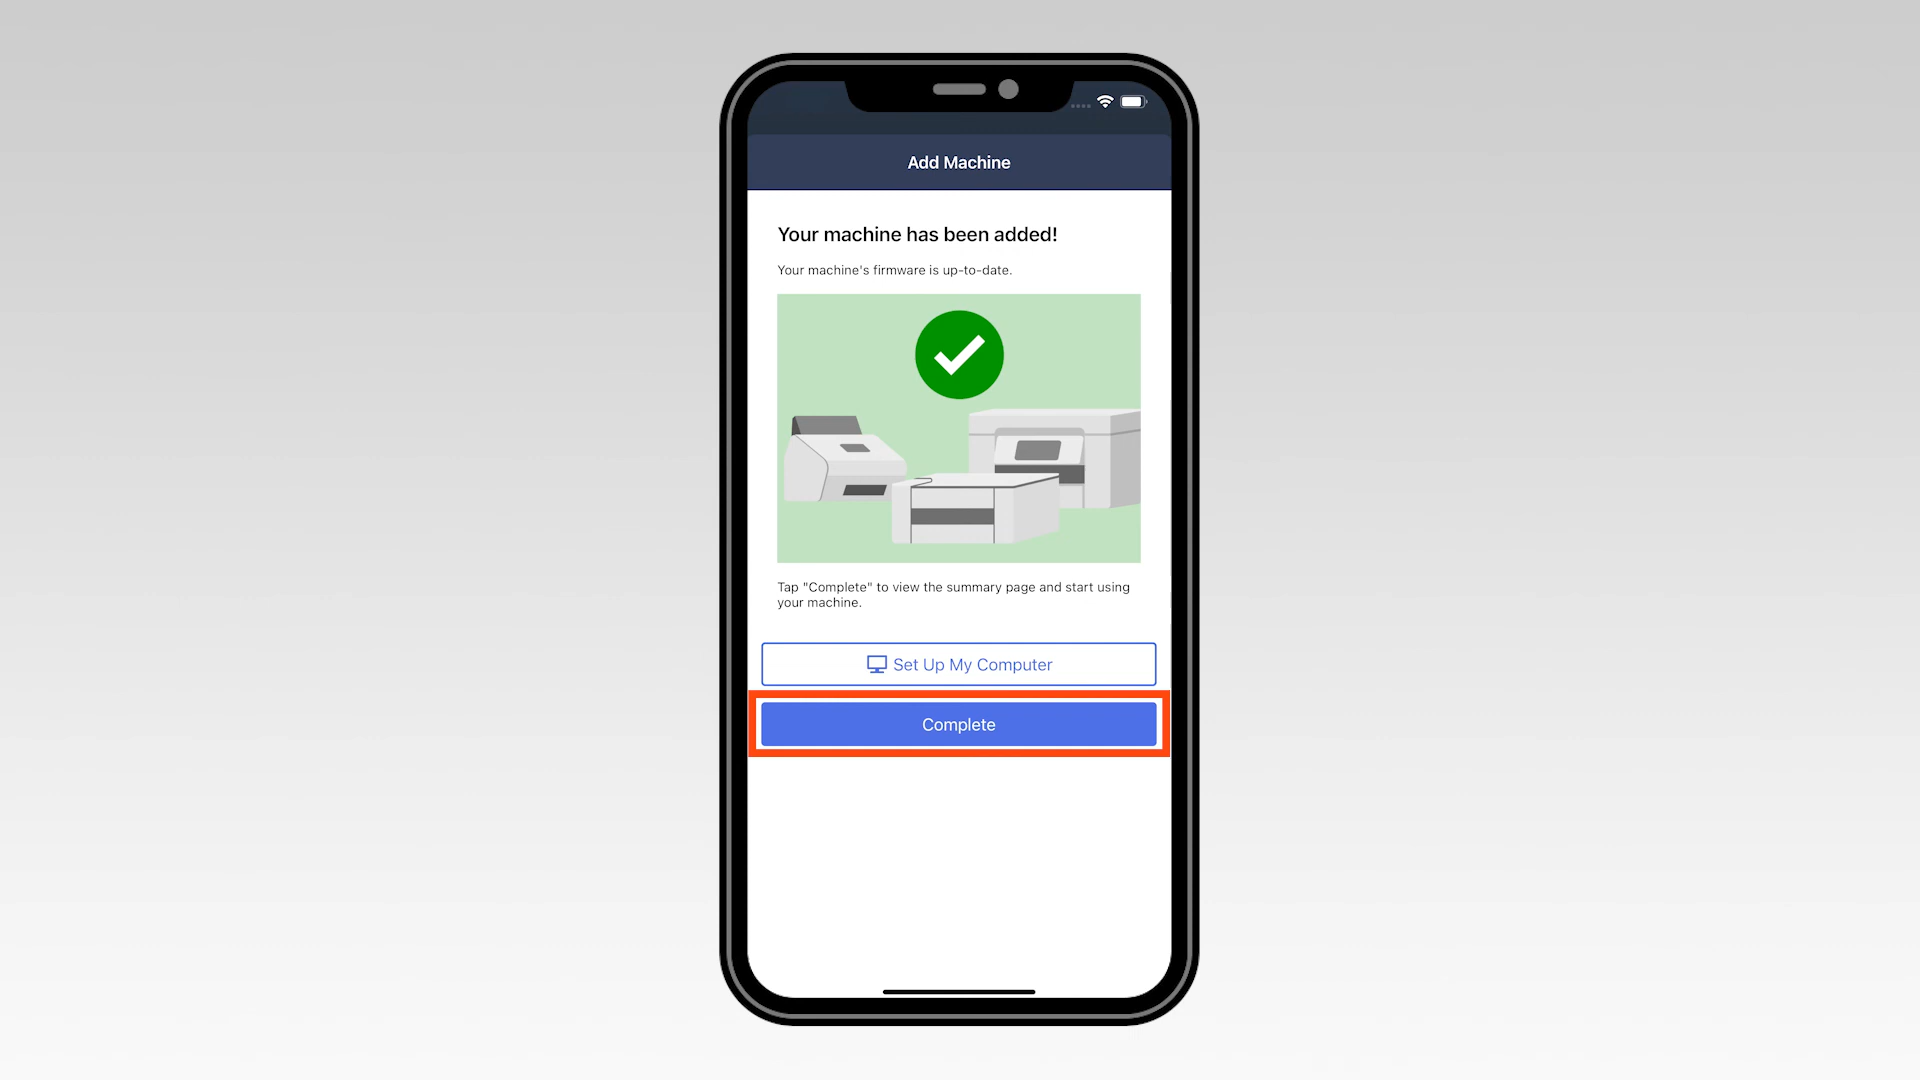 Add Machine
Your machine has been added!
Your machine's firmware is up-to-date.
Tap "Complete" to view the summary page and start using
your machine.
Set Up My Computer
Complete